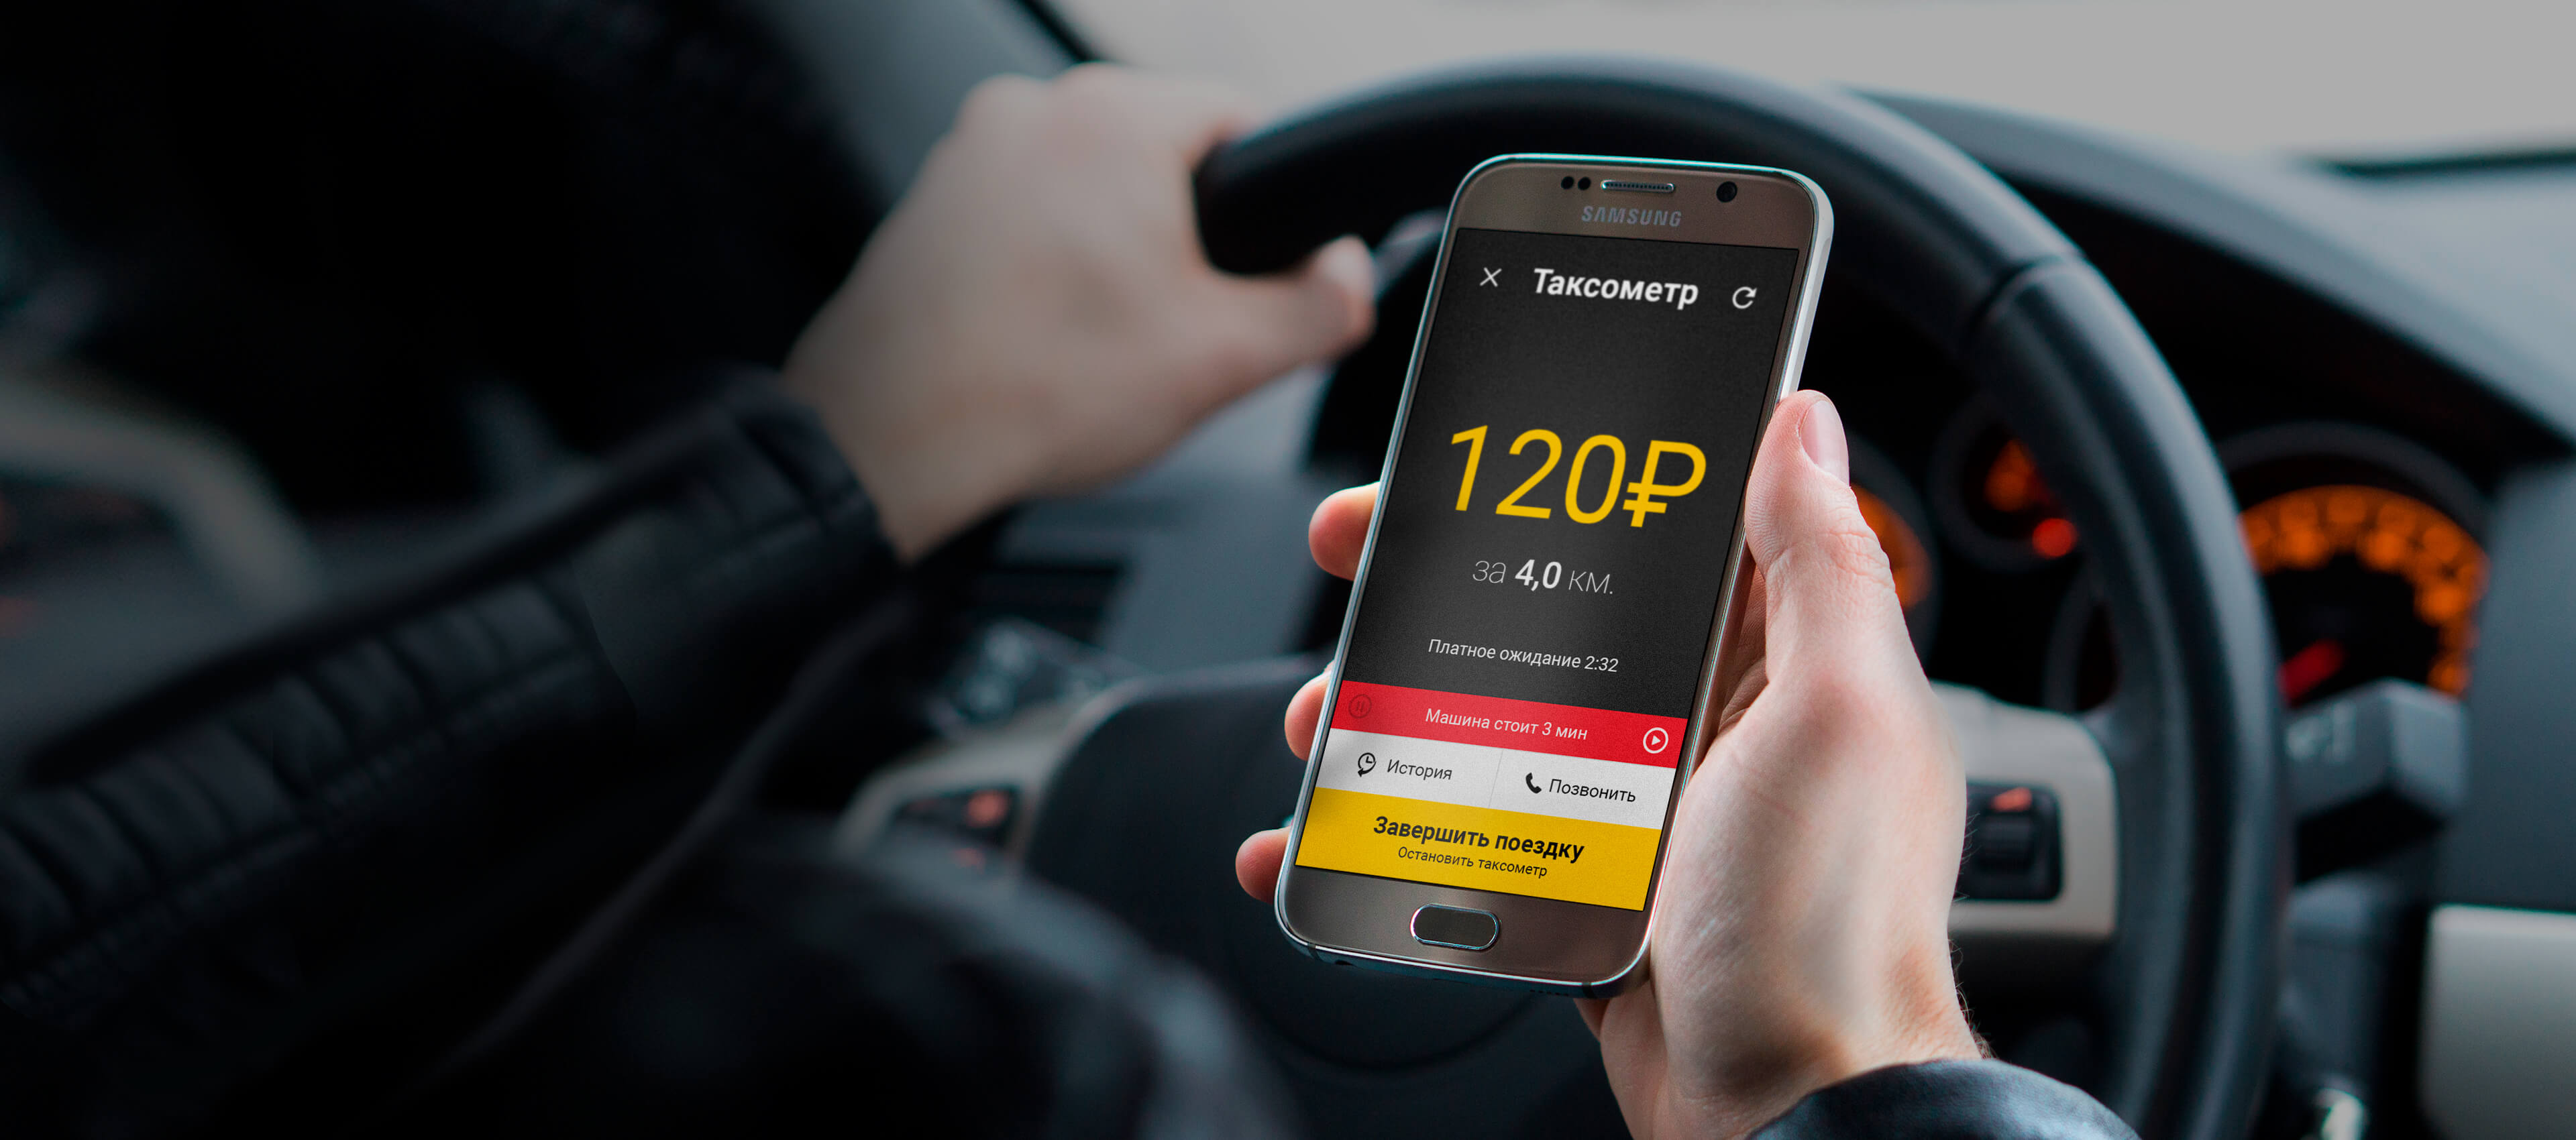 SAMSUNG
Таксометр
120₽
за 4,0 км.
Платное ожидание 2:32
Машина стоит 3 мин
История
Позвонить
Завершить поездку
Остановить таксометр